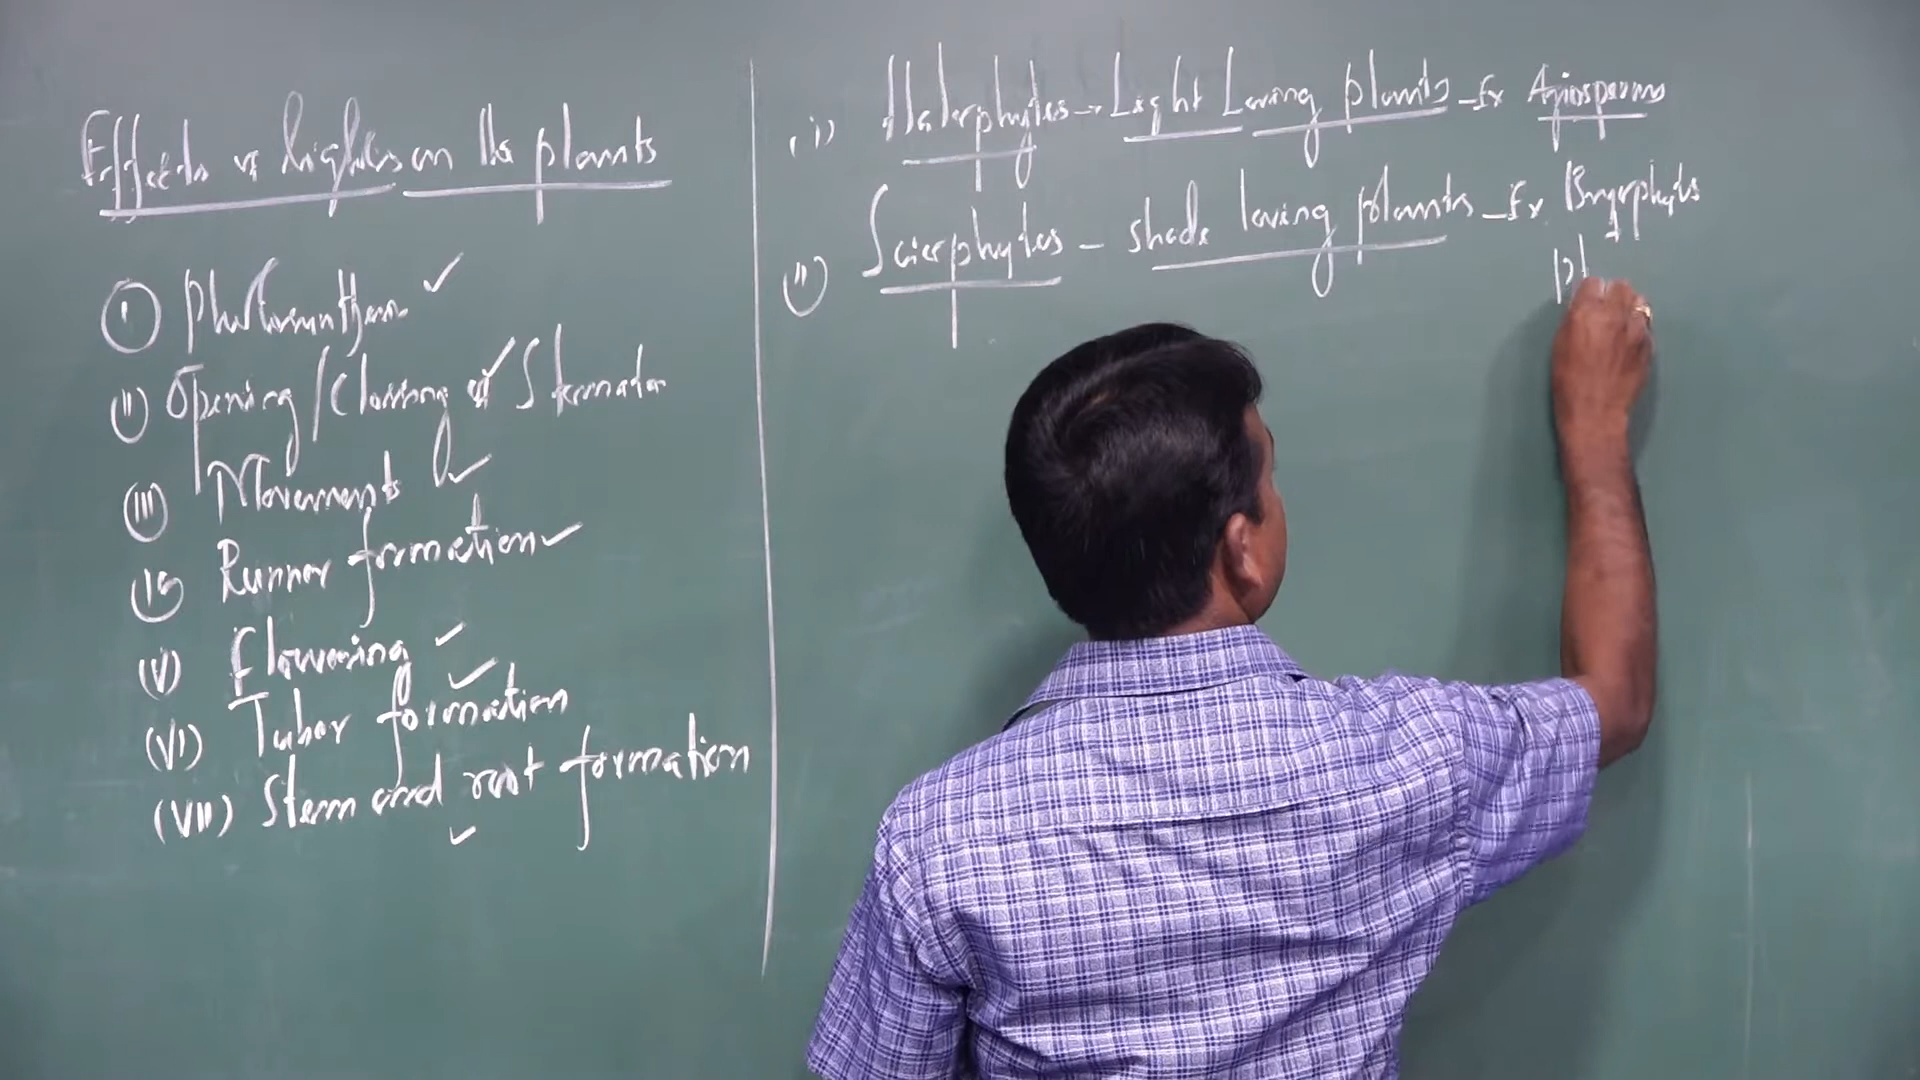 Effects of lights on the plants
(I) Photosynthesis
(II) Opening/Closing of Stomata
(III) Movements
(IV) Runner formation
(V) Flowering
(VI) Tuber formation
(VII) Stem and root formation
(i) Heliophytes - Light Loving plants - Ex Agiosperms
(II) Sciophytes - shade loving plants - Ex Bryophytes